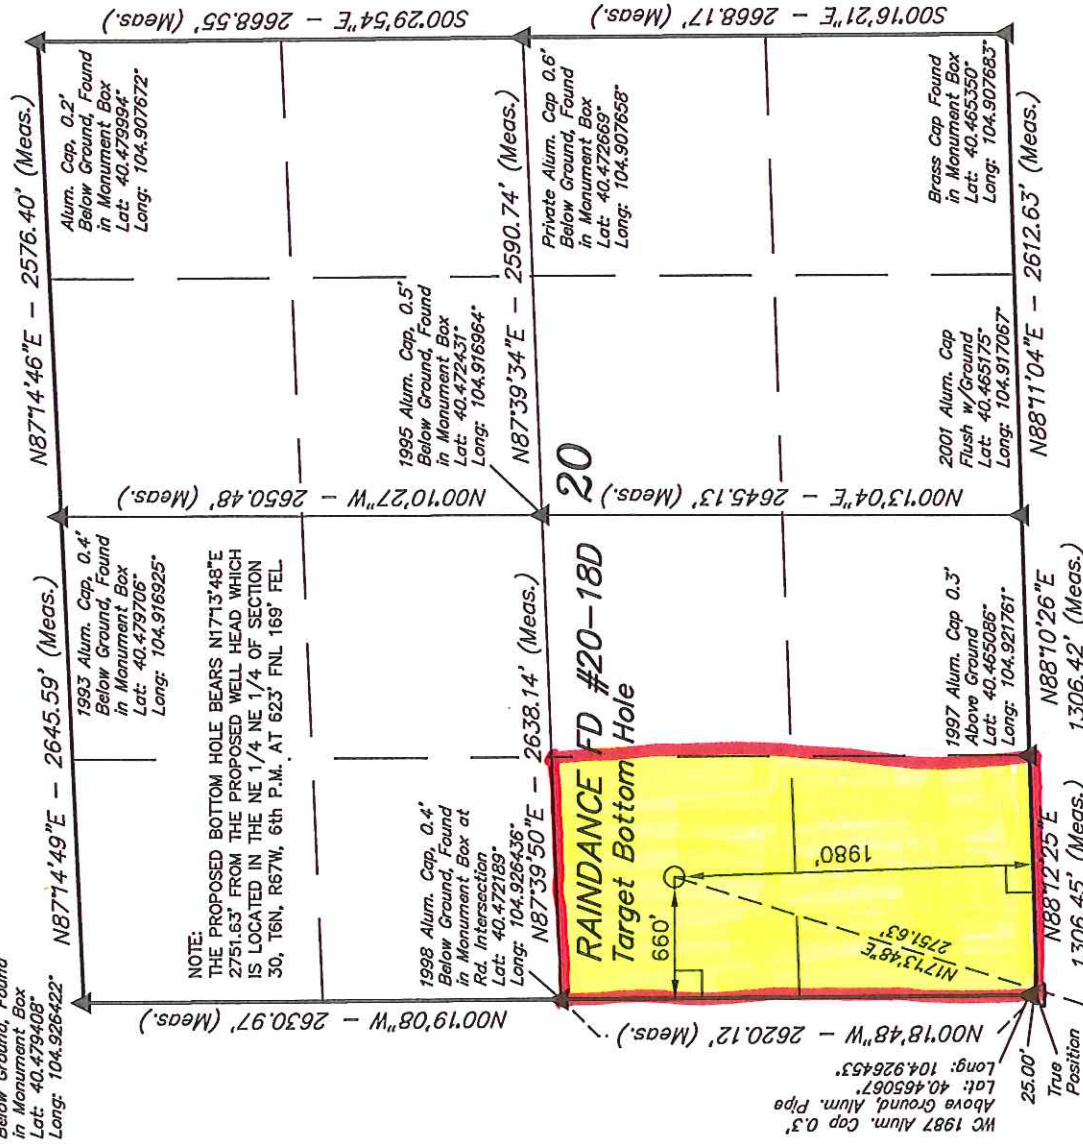 Below Ground, Found
in Monument Box
Lat: 40.479408°
Long: 104.926422°
N87°14'49"E - 2645.59' (Meas.)
N87°14'46"E - 2576.40' (Meas.)
1993 Alum. Cap, 0.4'
Below Ground, Found
in Monument Box
Lat: 40.479706°
Long: 104.916925°
Alum. Cap, 0.2'
Below Ground, Found
in Monument Box
Lat: 40.479994°
Long: 104.907672°
NOTE:
THE PROPOSED BOTTOM HOLE BEARS N17°13'48"E
2751.63' FROM THE PROPOSED WELL HEAD WHICH
IS LOCATED IN THE NE 1/4 NE 1/4 OF SECTION
30, T6N, R67W, 6th P.M. AT 623' FNL 169' FEL.
N00°19'08"W - 2630.97' (Meas.)
N00°10'27"W - 2650.48' (Meas.)
S00°29'54"E - 2668.55' (Meas.)
1998 Alum. Cap, 0.4'
Below Ground, Found
in Monument Box at
Rd. Intersection
Lat: 40.472189°
Long: 104.926436°
1995 Alum. Cap, 0.5'
Below Ground, Found
in Monument Box
Lat: 40.472431°
Long: 104.916964°
N87°39'50"E - 2638.14' (Meas.)
N87°39'34"E - 2590.74' (Meas.)
Private Alum. Cap 0.6'
Below Ground, Found
in Monument Box
Lat: 40.472669°
Long: 104.907658°
20
RAINDANCE FD #20-18D
Target Bottom Hole
660'
1980'
N17°13'48"E
2751.63'
N00°18'48"W - 2620.12' (Meas.)
N00°13'04"E - 2645.13' (Meas.)
S00°16'21"E - 2668.17' (Meas.)
WC 1987 Alum. Cap 0.3'
Above Ground, Alum. Pipe
Lat: 40.465067°
Long: 104.926453°
25.00'
True
Position
1997 Alum. Cap 0.3'
Above Ground
Lat: 40.465086°
Long: 104.921761°
2001 Alum. Cap
Flush w/Ground
Lat: 40.465175°
Long: 104.917067°
Brass Cap Found
in Monument Box
Lat: 40.465350°
Long: 104.907683°
N88°12'25"E
1306.45' (Meas.)
N88°10'26"E
1306.42' (Meas.)
N88°11'04"E - 2612.63' (Meas.)